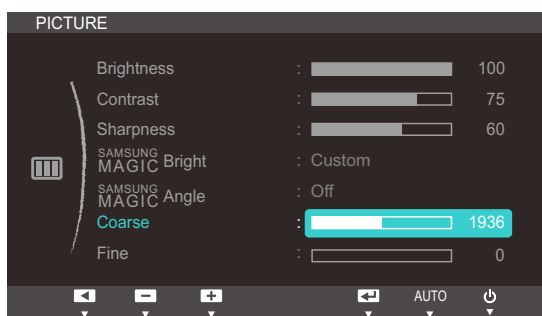 PICTURE
Brightness : 100
Contrast : 75
Sharpness : 60
SAMSUNG MAGIC Bright : Custom
SAMSUNG MAGIC Angle : Off
Coarse : 1936
Fine : 0
AUTO